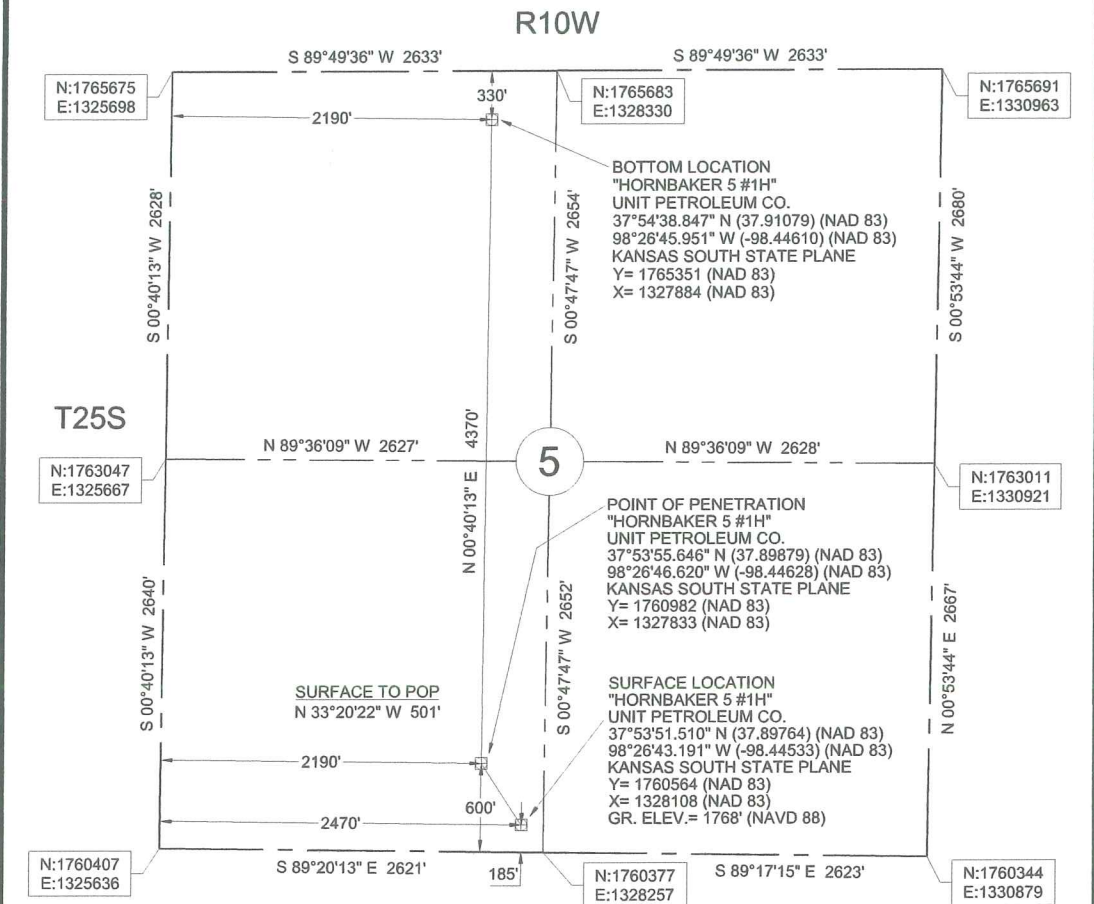 R10W
S 89°49'36" W 2633'
S 89°49'36" W 2633'
N:1765675
E:1325698
N:1765683
E:1328330
N:1765691
E:1330963
330'
2190'
BOTTOM LOCATION
"HORNBAKER 5 #1H"
UNIT PETROLEUM CO.
37°54'38.847" N (37.91079) (NAD 83)
98°26'45.951" W (-98.44610) (NAD 83)
KANSAS SOUTH STATE PLANE
Y= 1765351 (NAD 83)
X= 1327884 (NAD 83)
S 00°40'13" W 2628'
S 00°47'47" W 2654'
S 00°53'44" W 2680'
T25S
N 00°40'13" E 4370'
N 89°36'09" W 2627'
5
N 89°36'09" W 2628'
N:1763047
E:1325667
N:1763011
E:1330921
POINT OF PENETRATION
"HORNBAKER 5 #1H"
UNIT PETROLEUM CO.
37°53'55.646" N (37.89879) (NAD 83)
98°26'46.620" W (-98.44628) (NAD 83)
KANSAS SOUTH STATE PLANE
Y= 1760982 (NAD 83)
X= 1327833 (NAD 83)
S 00°40'13" W 2640'
S 00°47'47" W 2652'
N 00°53'44" E 2667'
SURFACE TO POP
N 33°20'22" W 501'
SURFACE LOCATION
"HORNBAKER 5 #1H"
UNIT PETROLEUM CO.
37°53'51.510" N (37.89764) (NAD 83)
98°26'43.191" W (-98.44533) (NAD 83)
KANSAS SOUTH STATE PLANE
Y= 1760564 (NAD 83)
X= 1328108 (NAD 83)
GR. ELEV.= 1768' (NAVD 88)
2190'
600'
2470'
N:1760407
E:1325636
S 89°20'13" E 2621'
185'
N:1760377
E:1328257
S 89°17'15" E 2623'
N:1760344
E:1330879